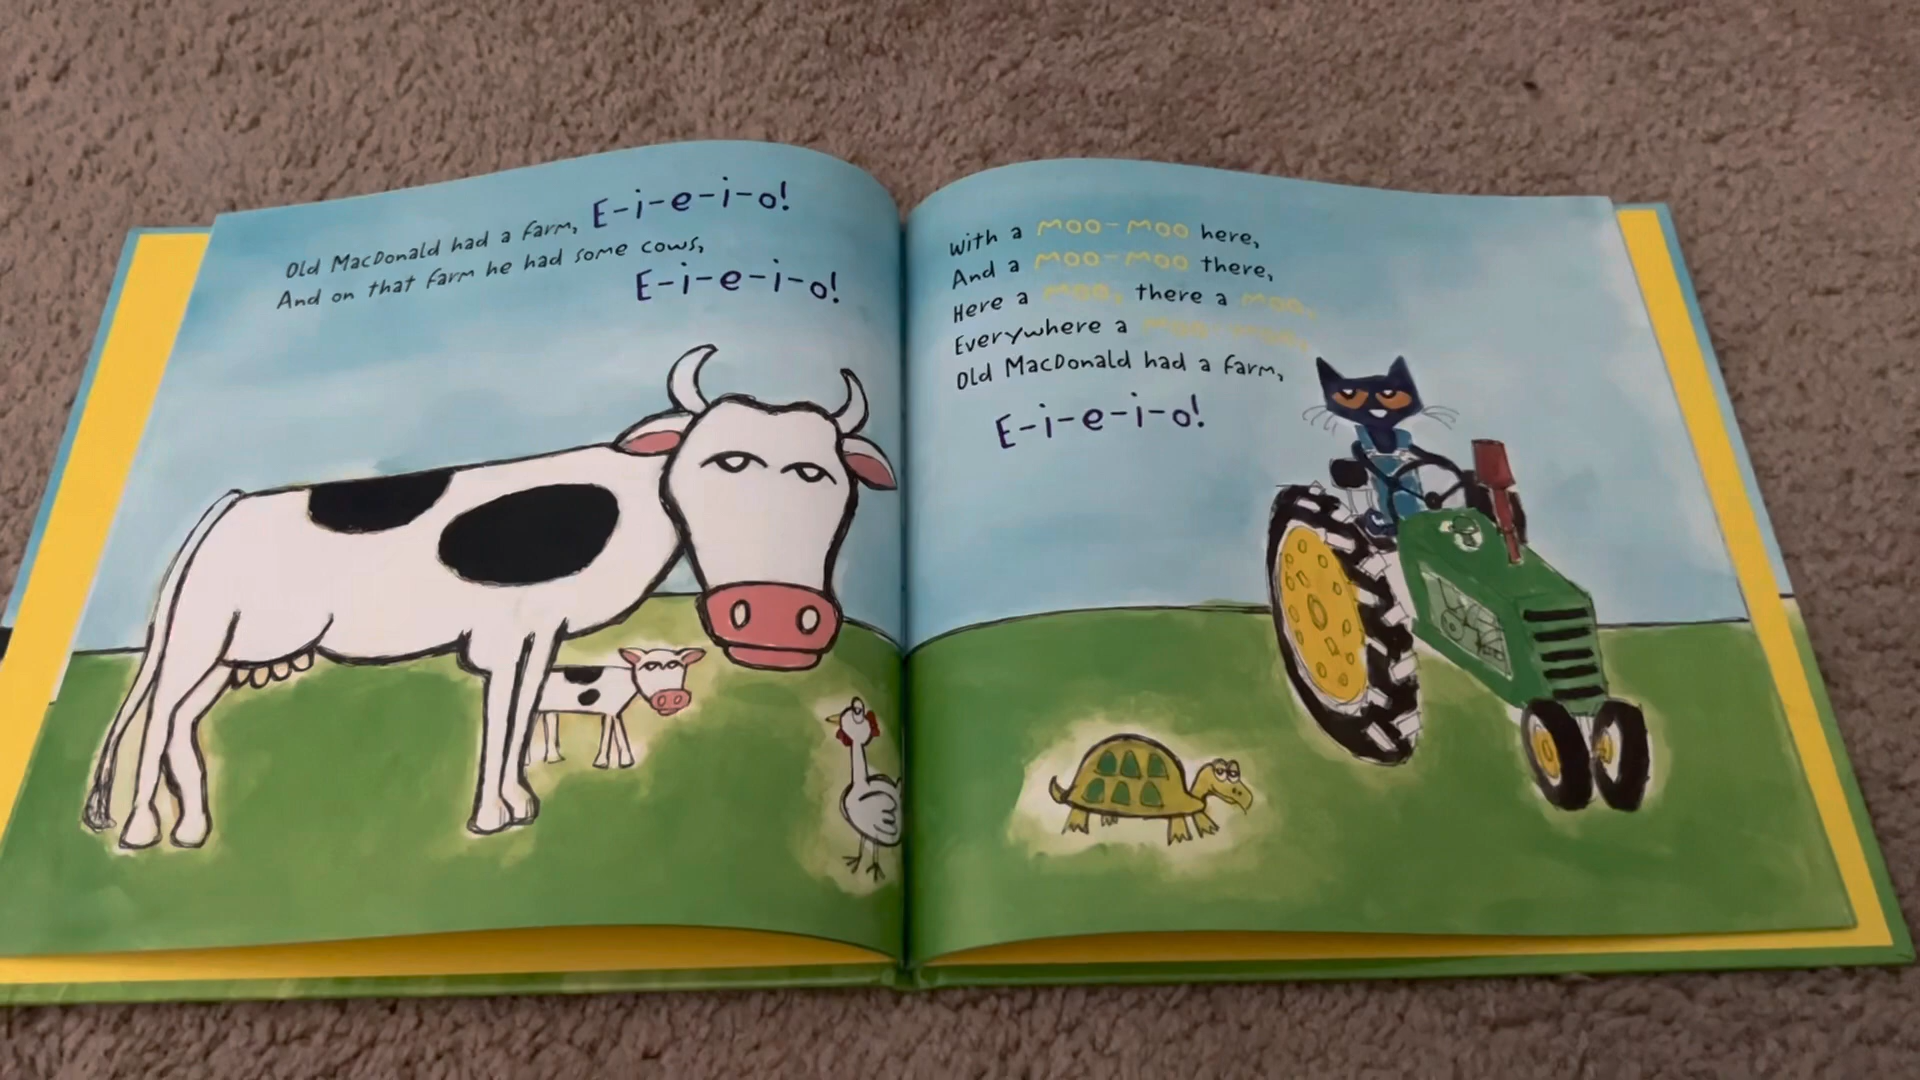 Old MacDonald had a farm, E-i-e-i-o!
And on that farm he had some cows,
E-i-e-i-o!
With a moo-moo here,
And a moo-moo there,
Here a moo, there a moo,
Everywhere a moo-moo,
Old MacDonald had a farm,
E-i-e-i-o!